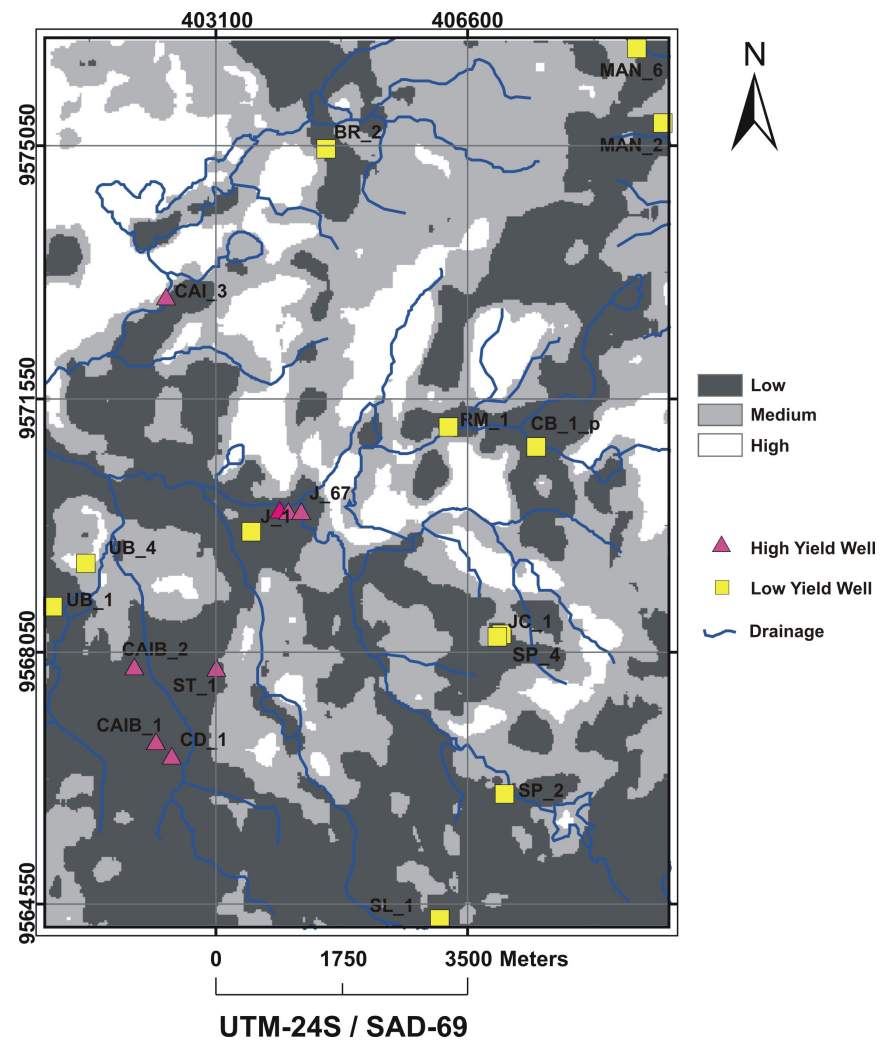 403100 406600
N
MAN_6
BR_2
MAN_2
9575050
CAI_3
9571550
Low
Medium
High
RM_1
CB_1_p
J_67
J_1
High Yield Well
UB_4
Low Yield Well
UB_1
JC_1
Drainage
CAIB_2
SP_4
9568050
ST_1
CAIB_1
CD_1
SP_2
SL_1
9564550
0 1750 3500 Meters
UTM-24S / SAD-69